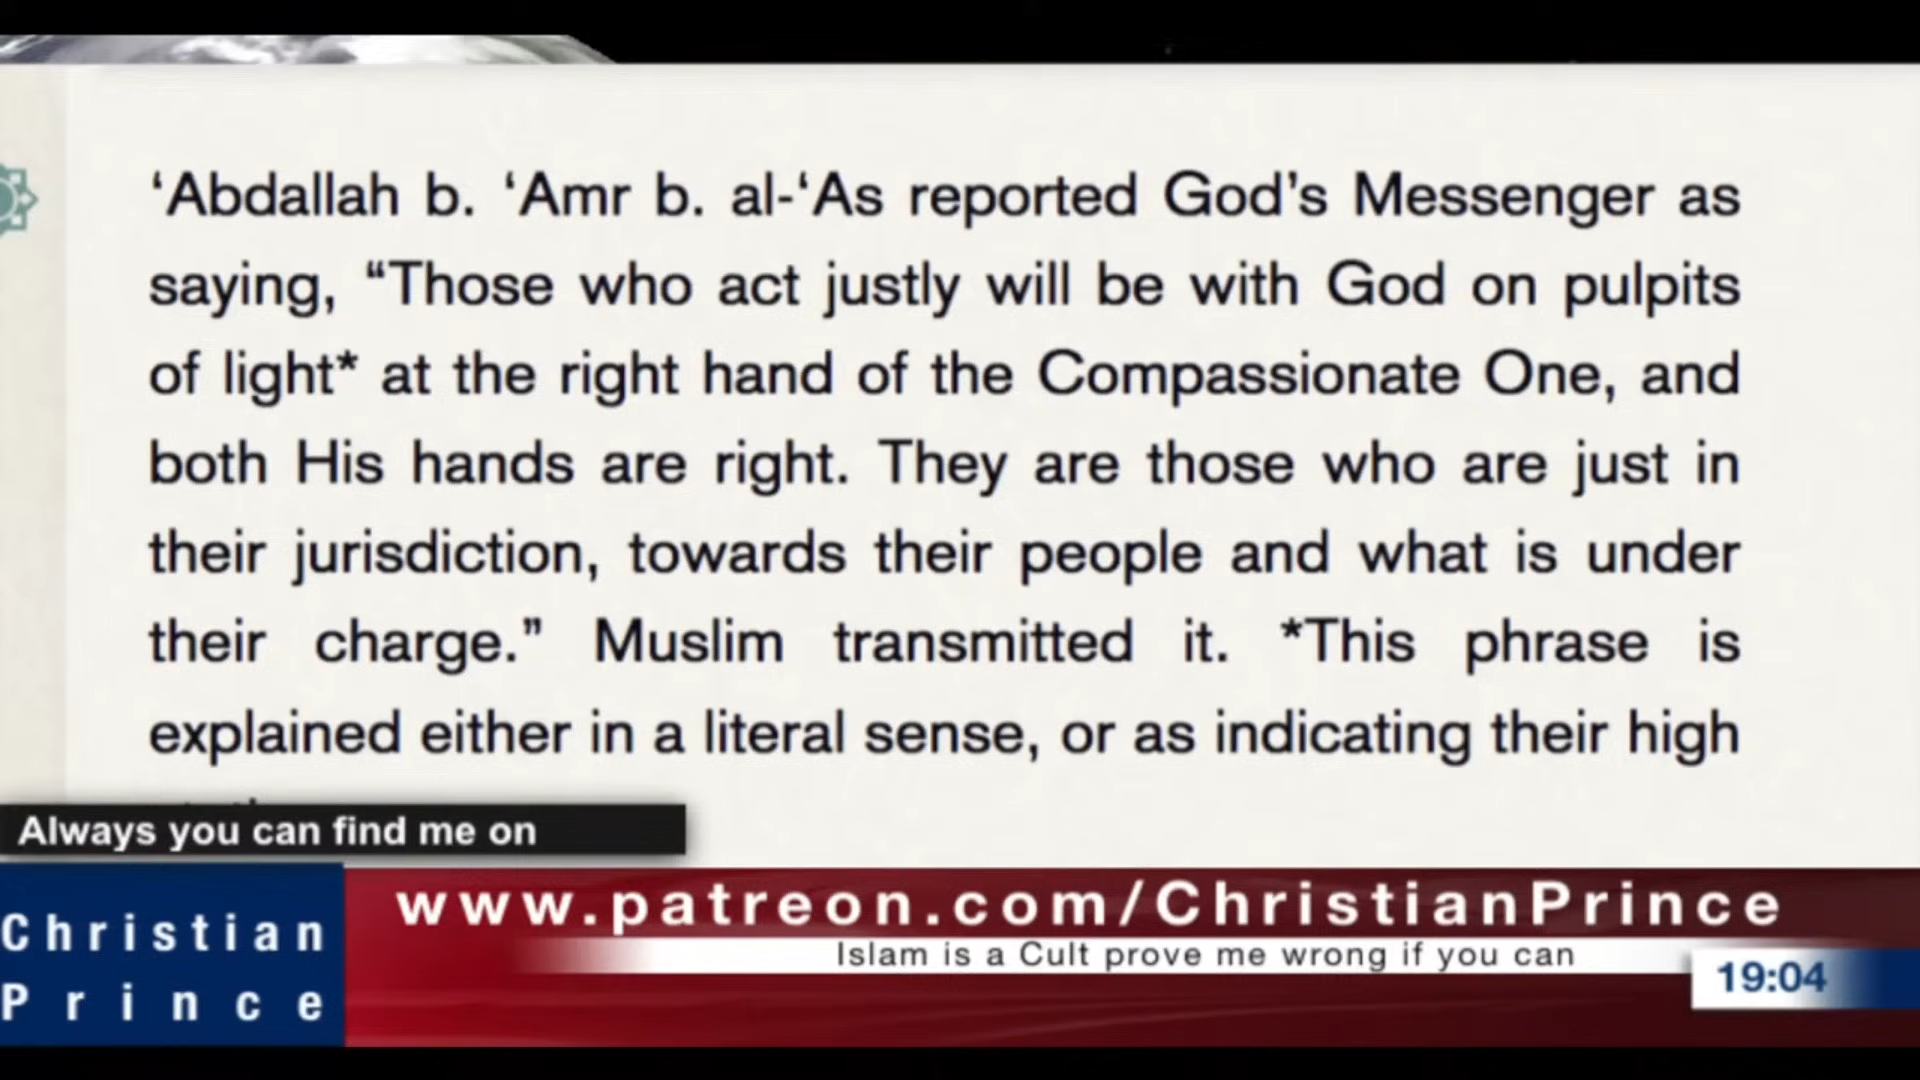 ‘Abdallah b. ‘Amr b. al-‘As reported God’s Messenger as
saying, “Those who act justly will be with God on pulpits
of light* at the right hand of the Compassionate One, and
both His hands are right. They are those who are just in
their jurisdiction, towards their people and what is under
their charge.” Muslim transmitted it. *This phrase is
explained either in a literal sense, or as indicating their high
Always you can find me on
Christian
Prince
www.patreon.com/ChristianPrince
Islam is a Cult prove me wrong if you can
19:04